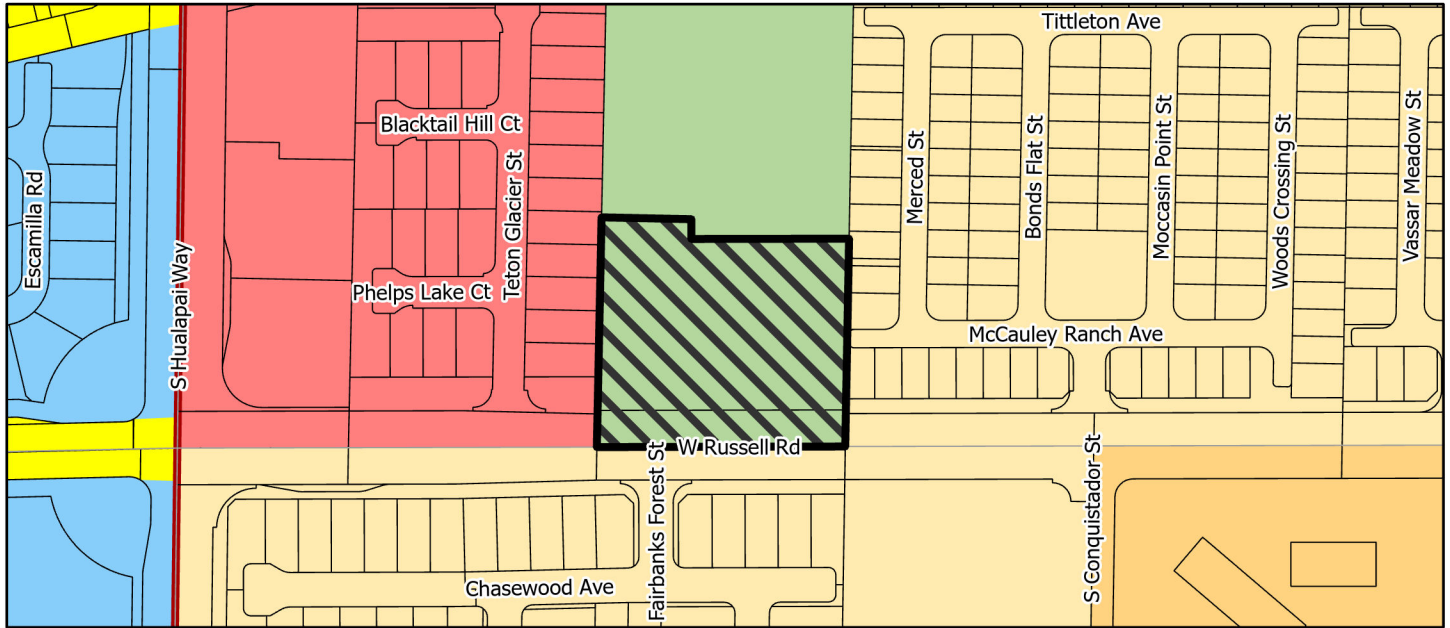 Tittleton Ave
Blacktail Hill Ct
Escamilla Rd
S Hualapai Way
Teton Glacier St
Merced St
Bonds Flat St
Moccasin Point St
Woods Crossing St
Vassar Meadow St
Phelps Lake Ct
McCauley Ranch Ave
W Russell Rd
Fairbanks Forest St
S Conquistador St
Chasewood Ave